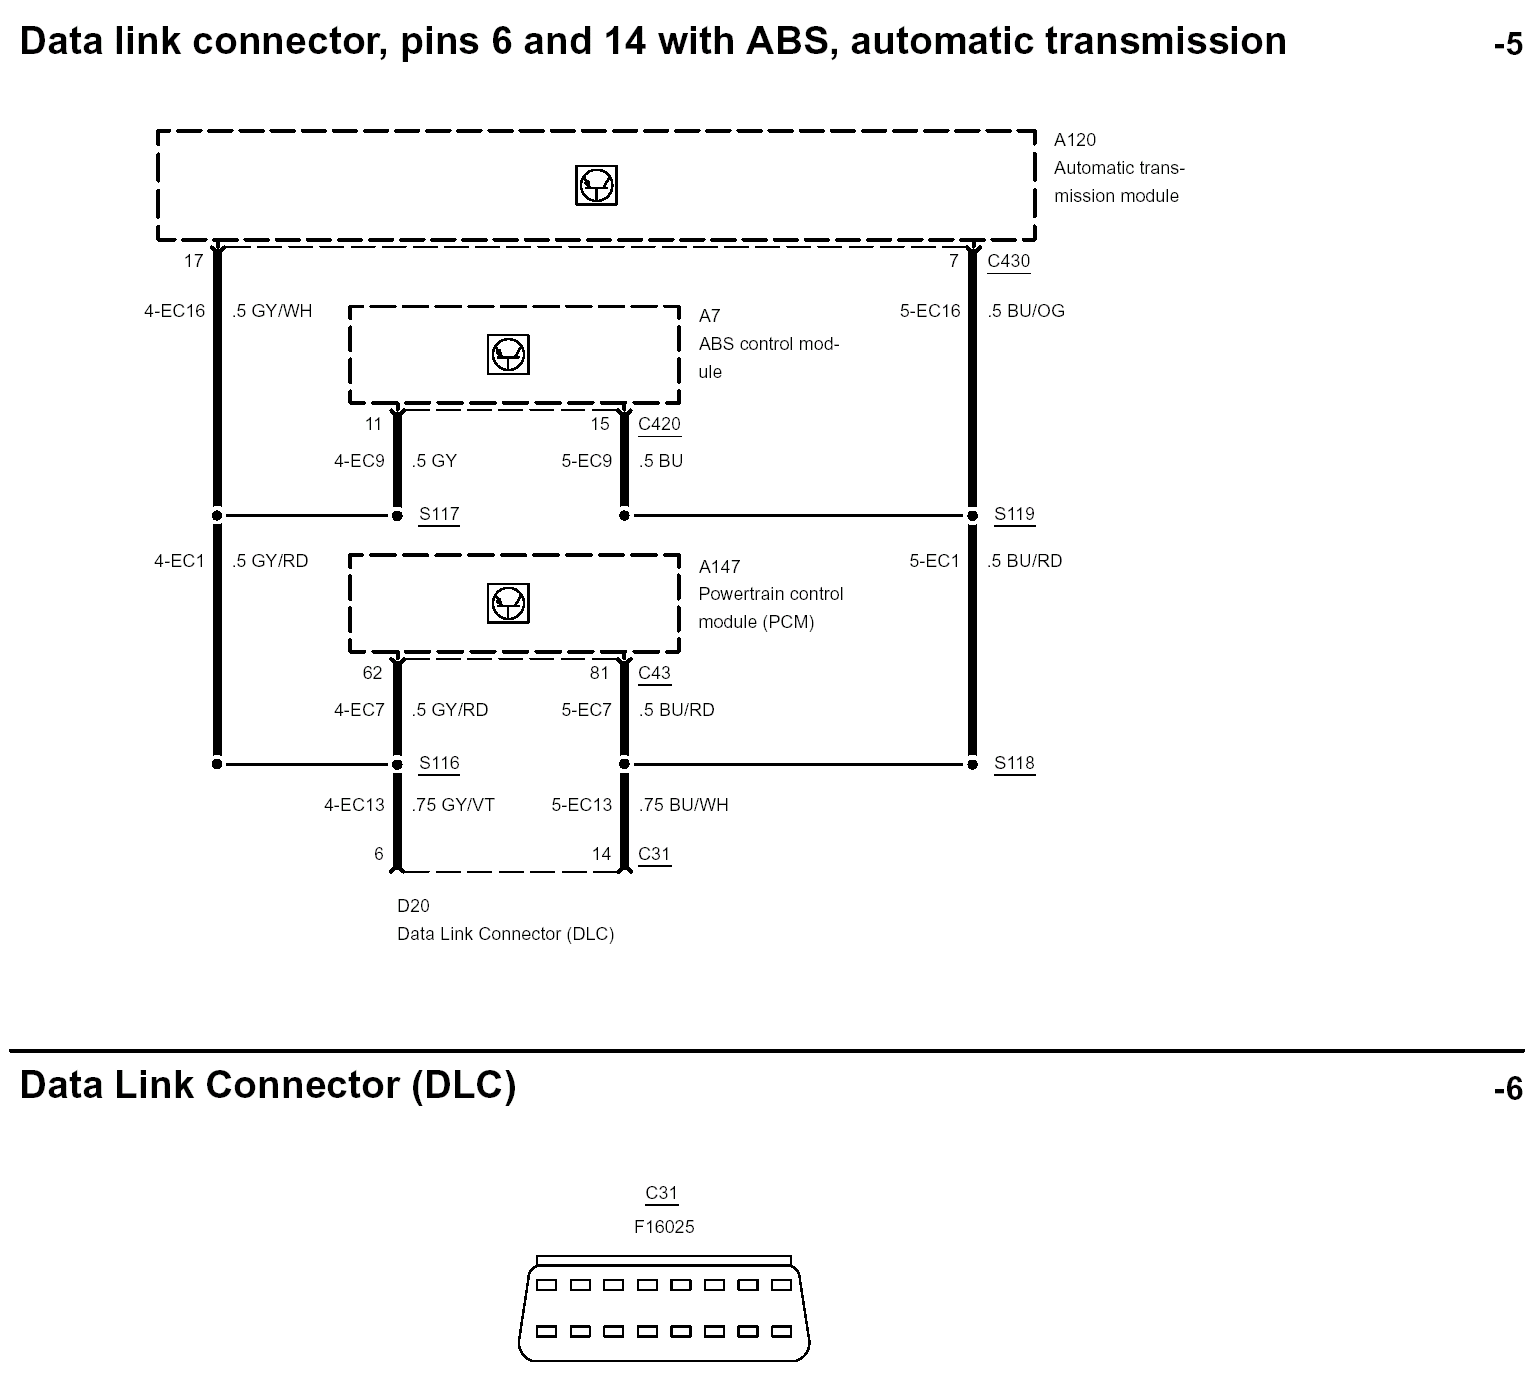 Data link connector, pins 6 and 14 with ABS, automatic transmission -5
A120
Automatic trans-
mission module
17 7 C430
4-EC16 .5 GY/WH 5-EC16 .5 BU/OG
A7
ABS control mod-
ule
11 15 C420
4-EC9 .5 GY 5-EC9 .5 BU
S117 S119
4-EC1 .5 GY/RD 5-EC1 .5 BU/RD
A147
Powertrain control
module (PCM)
62 81 C43
4-EC7 .5 GY/RD 5-EC7 .5 BU/RD
S116 S118
4-EC13 .75 GY/VT 5-EC13 .75 BU/WH
6 14 C31
D20
Data Link Connector (DLC)
Data Link Connector (DLC) -6
C31
F16025